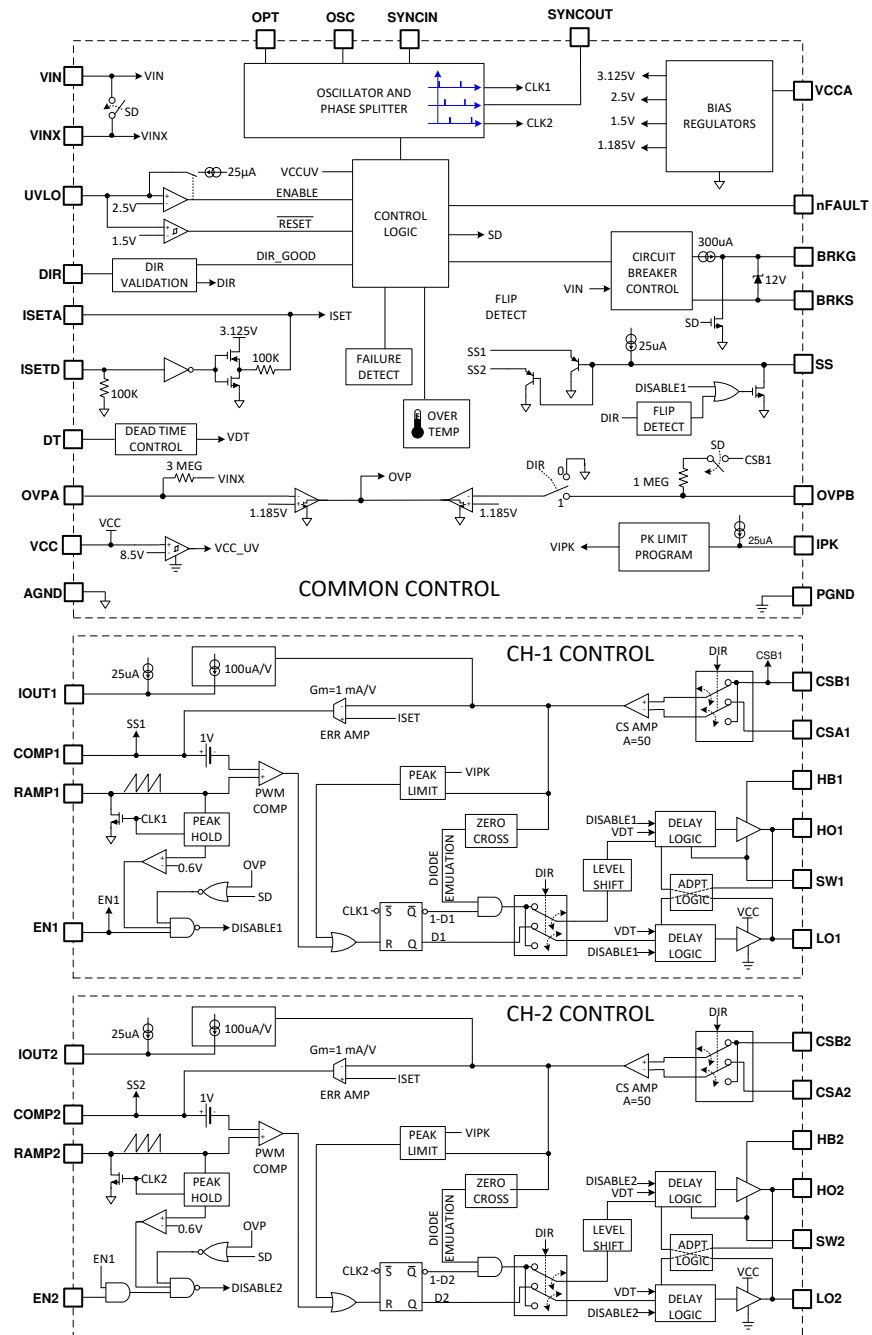 OPT OSC SYNCIN SYNCOUT
VIN
VIN
SD
VINX
VINX
OSCILLATOR AND
PHASE SPLITTER
CLK1
CLK2
3.125V
2.5V
1.5V
1.185V
BIAS
REGULATORS
VCCA
UVLO
25µA
2.5V
ENABLE
1.5V
RESET
VCCUV
CONTROL
LOGIC
SD
nFAULT
DIR
DIR
VALIDATION
DIR_GOOD
DIR
300uA
CIRCUIT
BREAKER
CONTROL
VIN
BRKG
12V
BRKS
SD
ISETA
ISET
FLIP
DETECT
3.125V
ISETD
100K
100K
FAILURE
DETECT
OVER
TEMP
SS1
SS2
25uA
SS
DISABLE1
DIR
FLIP
DETECT
DT
DEAD TIME
CONTROL
VDT
SD
CSB1
1 MEG
3 MEG
VINX
OVPA
OVP
1.185V
1.185V
DIR
0
1
OVPB
VCC
VCC
8.5V
VCC_UV
VIPK
PK LIMIT
PROGRAM
25uA
IPK
AGND
COMMON CONTROL
PGND
CH-1 CONTROL
25uA
100uA/V
IOUT1
Gm=1 mA/V
ISET
ERR AMP
CS AMP
A=50
DIR
CSB1
CSB1
CSA1
COMP1
SS1
1V
RAMP1
PWM
COMP
CLK1
PEAK
HOLD
0.6V
PEAK
LIMIT
VIPK
ZERO
CROSS
DIODE
EMULATION
OVP
SD
EN1
EN1
DISABLE1
CLK1
S Q
R Q
1-D1
D1
DIR
LEVEL
SHIFT
DISABLE1
VDT
DELAY
LOGIC
ADPT
LOGIC
VDT
DISABLE1
DELAY
LOGIC
VCC
HB1
HO1
SW1
LO1
CH-2 CONTROL
25uA
100uA/V
IOUT2
Gm=1 mA/V
ISET
ERR AMP
CS AMP
A=50
DIR
CSB2
CSA2
COMP2
SS2
1V
RAMP2
PWM
COMP
CLK2
PEAK
HOLD
0.6V
PEAK
LIMIT
VIPK
ZERO
CROSS
DIODE
EMULATION
OVP
SD
EN1
EN2
DISABLE2
CLK2
S Q
R Q
1-D2
D2
DIR
LEVEL
SHIFT
DISABLE2
VDT
DELAY
LOGIC
ADPT
LOGIC
VDT
DISABLE2
DELAY
LOGIC
VCC
HB2
HO2
SW2
LO2